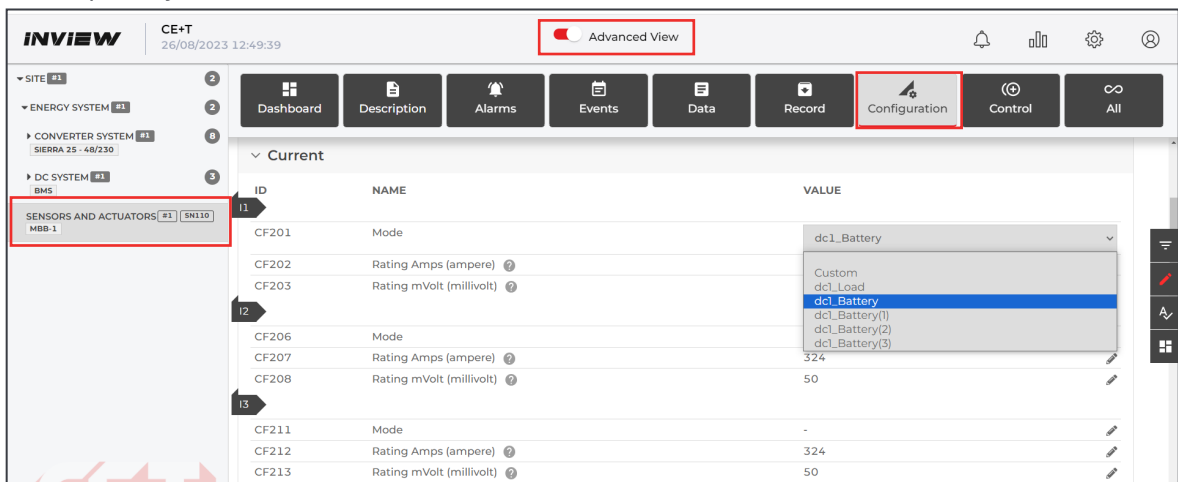 INVIEW
CE+T
26/08/2023 12:49:39
Advanced View
SITE #1 2
ENERGY SYSTEM #1 2
CONVERTER SYSTEM #1 8
SIERRA 25 - 48/230
DC SYSTEM #1 3
BMS
SENSORS AND ACTUATORS #1 SN110
MBB-1
Dashboard Description Alarms Events Data Record Configuration Control All
Current
ID NAME VALUE
I1
CF201 Mode dc1_Battery
CF202 Rating Amps (ampere) ?
CF203 Rating mVolt (millivolt) ?
Custom
dc1_Load
dc1_Battery
dc1_Battery(1)
dc1_Battery(2)
dc1_Battery(3)
I2
CF206 Mode
CF207 Rating Amps (ampere) ? 324
CF208 Rating mVolt (millivolt) ? 50
I3
CF211 Mode -
CF212 Rating Amps (ampere) ? 324
CF213 Rating mVolt (millivolt) ? 50